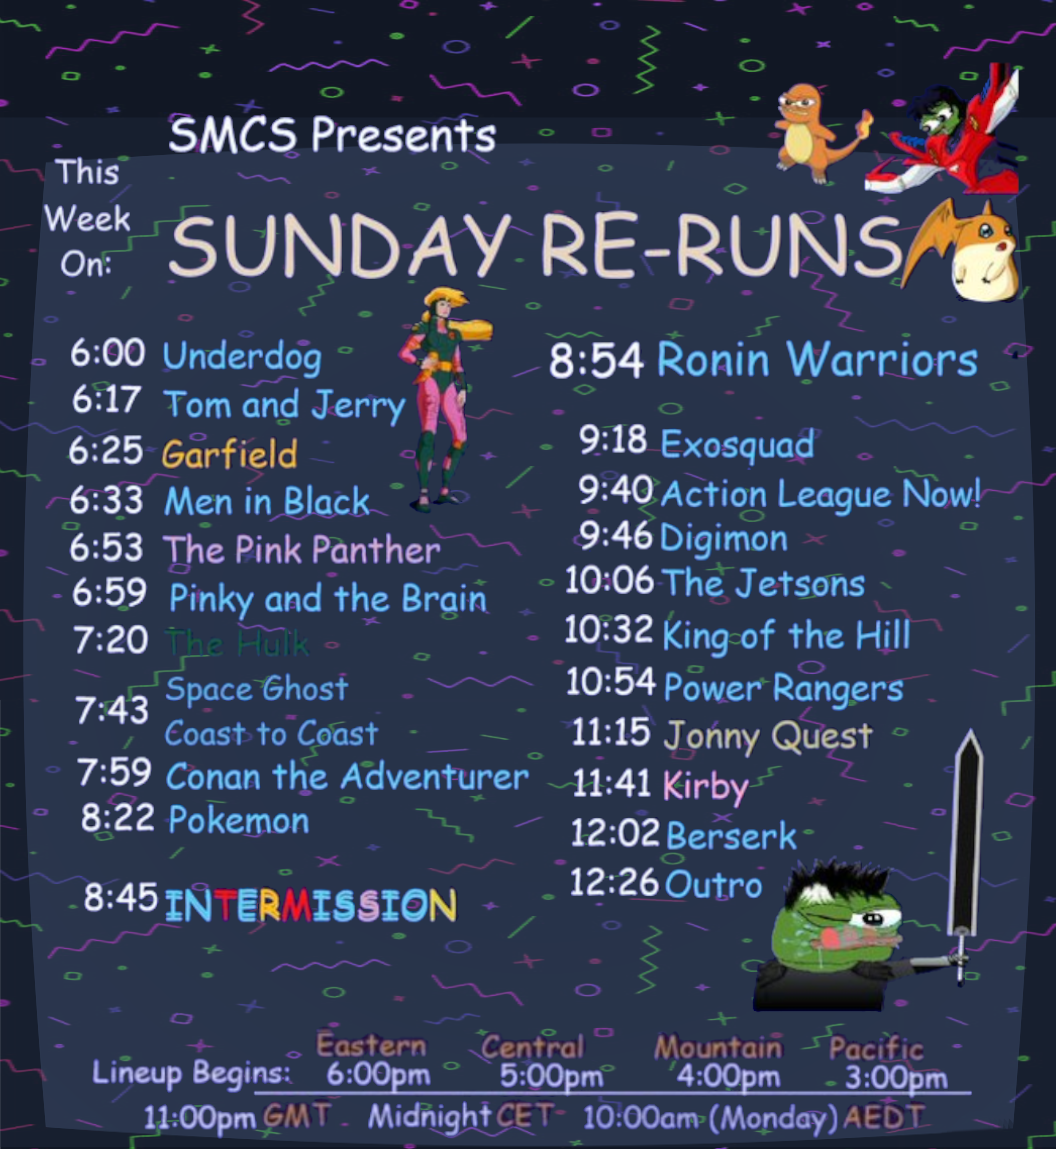 SMCS Presents
This
Week
On:
SUNDAY RE-RUNS
6:00 Underdog
6:17 Tom and Jerry
6:25 Garfield
6:33 Men in Black
6:53 The Pink Panther
6:59 Pinky and the Brain
7:20 The Hulk
7:43 Space Ghost
Coast to Coast
7:59 Conan the Adventurer
8:22 Pokemon
8:45 INTERMISSION
8:54 Ronin Warriors
9:18 Exosquad
9:40 Action League Now!
9:46 Digimon
10:06 The Jetsons
10:32 King of the Hill
10:54 Power Rangers
11:15 Jonny Quest
11:41 Kirby
12:02 Berserk
12:26 Outro
Eastern Central Mountain Pacific
Lineup Begins: 6:00pm 5:00pm 4:00pm 3:00pm
11:00pm GMT Midnight CET 10:00am (Monday) AEDT